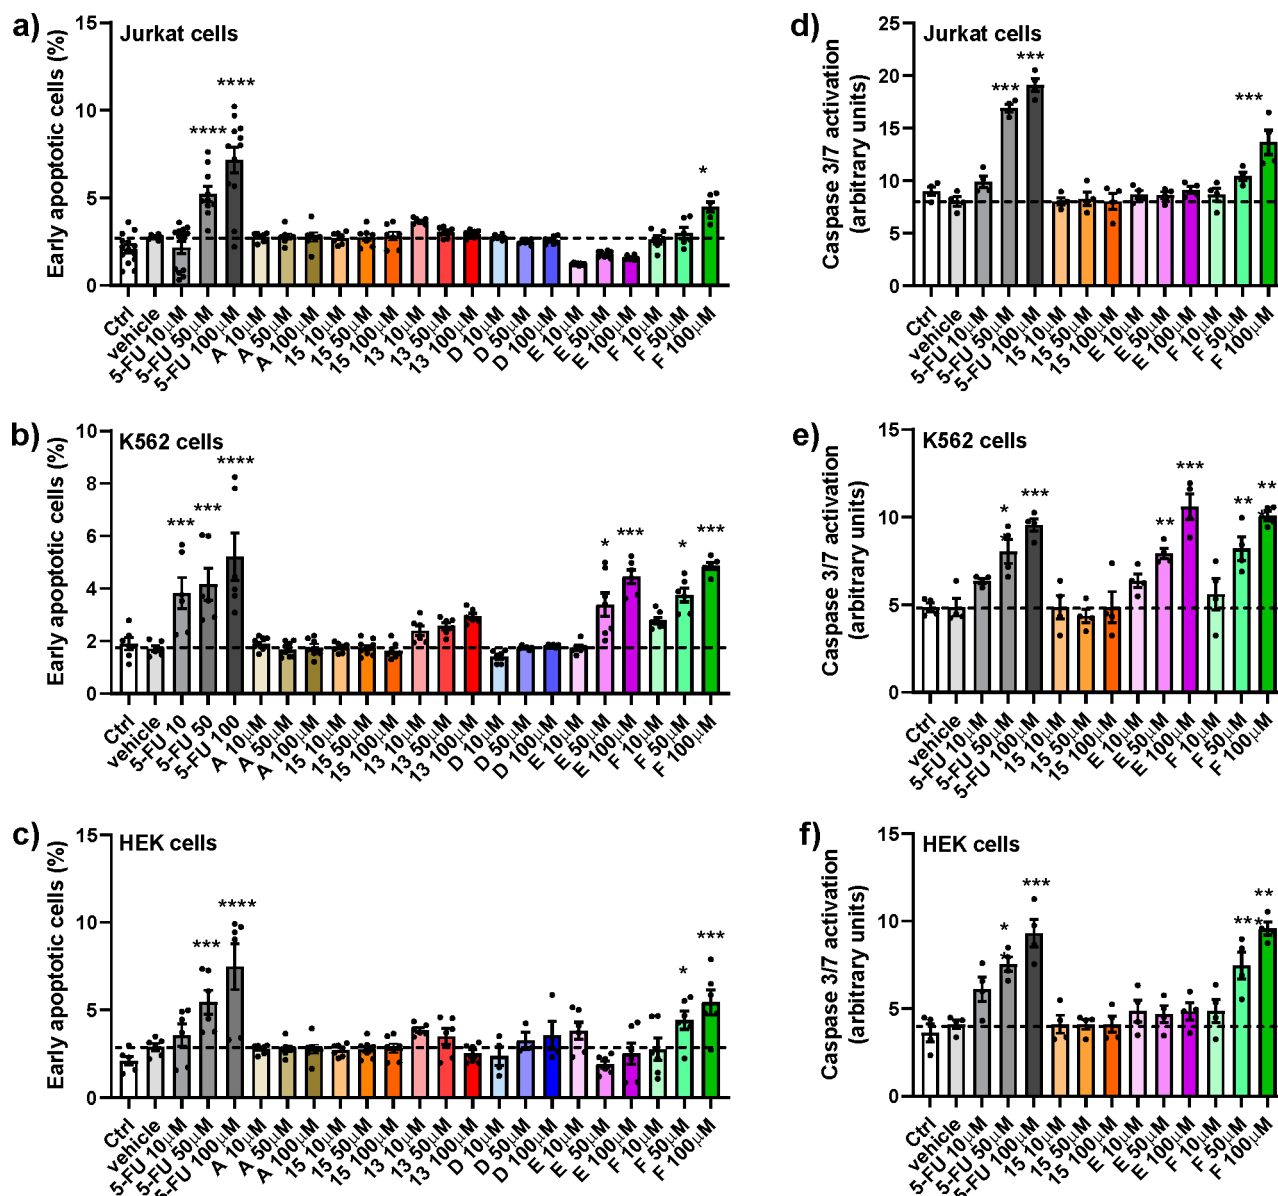 a)
Jurkat cells
Early apoptotic cells (%)
15
10
5
0
****
****
*
Ctrl
vehicle
5-FU 10μM
5-FU 50μM
5-FU 100μM
A 10μM
A 50μM
A 100μM
15 10μM
15 50μM
15 100μM
13 10μM
13 50μM
13 100μM
D 10μM
D 50μM
D 100μM
E 10μM
E 50μM
E 100μM
F 10μM
F 50μM
F 100μM
d)
Jurkat cells
Caspase 3/7 activation
(arbitrary units)
25
20
15
10
5
0
***
***
***
Ctrl
vehicle
5-FU 10μM
5-FU 50μM
5-FU 100μM
15 10μM
15 50μM
15 100μM
E 10μM
E 50μM
E 100μM
F 10μM
F 50μM
F 100μM
b)
K562 cells
Early apoptotic cells (%)
10
8
6
4
2
0
***
***
****
*
***
*
***
Ctrl
vehicle
5-FU 10
5-FU 50
5-FU 100
A 10μM
A 50μM
A 100μM
15 10μM
15 50μM
15 100μM
13 10μM
13 50μM
13 100μM
D 10μM
D 50μM
D 100μM
E 10μM
E 50μM
E 100μM
F 10μM
F 50μM
F 100μM
e)
K562 cells
Caspase 3/7 activation
(arbitrary units)
15
10
5
0
*
*
***
**
***
**
**
*
Ctrl
vehicle
5-FU 10μM
5-FU 50μM
5-FU 100μM
15 10μM
15 50μM
15 100μM
E 10μM
E 50μM
E 100μM
F 10μM
F 50μM
F 100μM
c)
HEK cells
Early apoptotic cells (%)
15
10
5
0
***
****
*
***
Ctrl
vehicle
5-FU 10μM
5-FU 50μM
5-FU 100μM
A 10μM
A 50μM
A 100μM
15 10μM
15 50μM
15 100μM
13 10μM
13 50μM
13 100μM
D 10μM
D 50μM
D 100μM
E 10μM
E 50μM
E 100μM
F 10μM
F 50μM
F 100μM
f)
HEK cells
Caspase 3/7 activation
(arbitrary units)
15
10
5
0
*
*
***
***
**
Ctrl
vehicle
5-FU 10μM
5-FU 50μM
5-FU 100μM
15 10μM
15 50μM
15 100μM
E 10μM
E 50μM
E 100μM
F 10μM
F 50μM
F 100μM